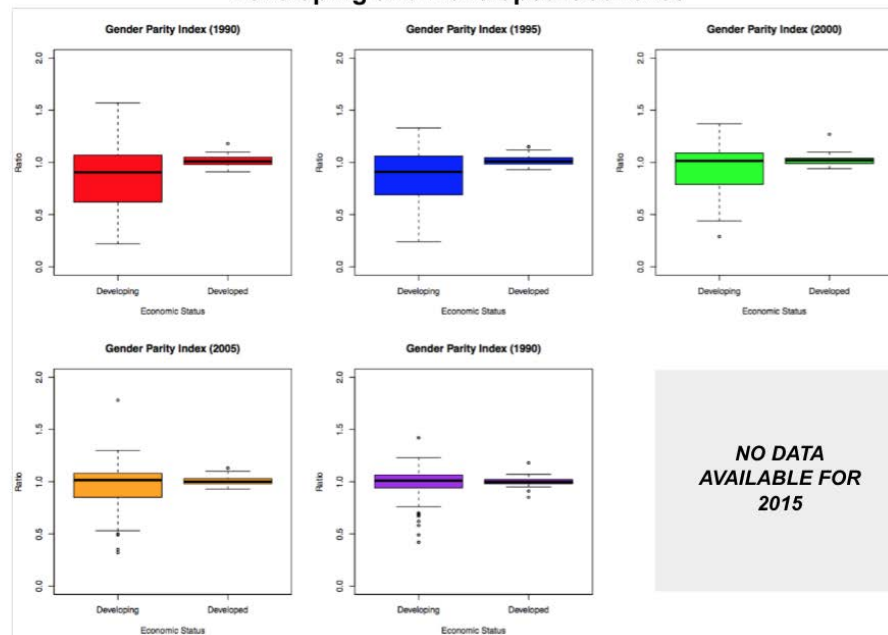 Gender Parity Index (1990)
2.0
1.5
1.0
0.5
0.0
Ratio
Developing Developed
Economic Status
Gender Parity Index (1995)
2.0
1.5
1.0
0.5
0.0
Ratio
Developing Developed
Economic Status
Gender Parity Index (2000)
2.0
1.5
1.0
0.5
0.0
Ratio
Developing Developed
Economic Status
Gender Parity Index (2005)
2.0
1.5
1.0
0.5
0.0
Ratio
Developing Developed
Economic Status
Gender Parity Index (1990)
2.0
1.5
1.0
0.5
0.0
Ratio
Developing Developed
Economic Status
NO DATA
AVAILABLE FOR
2015